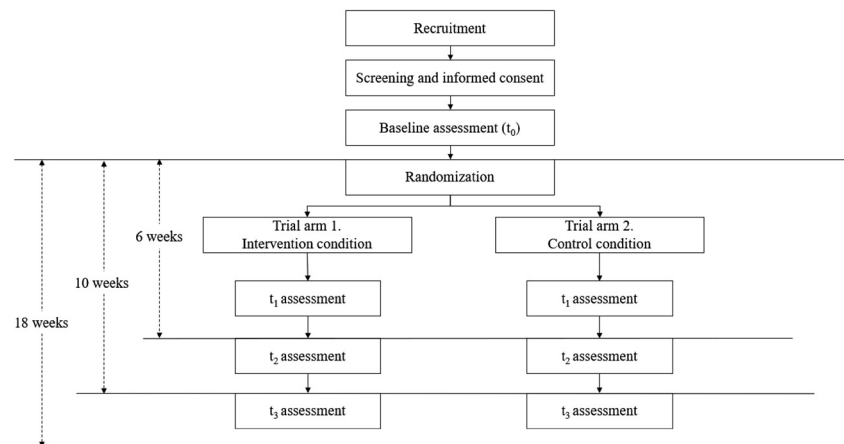 Recruitment
Screening and informed consent
Baseline assessment (t₀)
Randomization
Trial arm 1.
Intervention condition
Trial arm 2.
Control condition
6 weeks
10 weeks
18 weeks
t₁ assessment
t₁ assessment
t₂ assessment
t₂ assessment
t₃ assessment
t₃ assessment